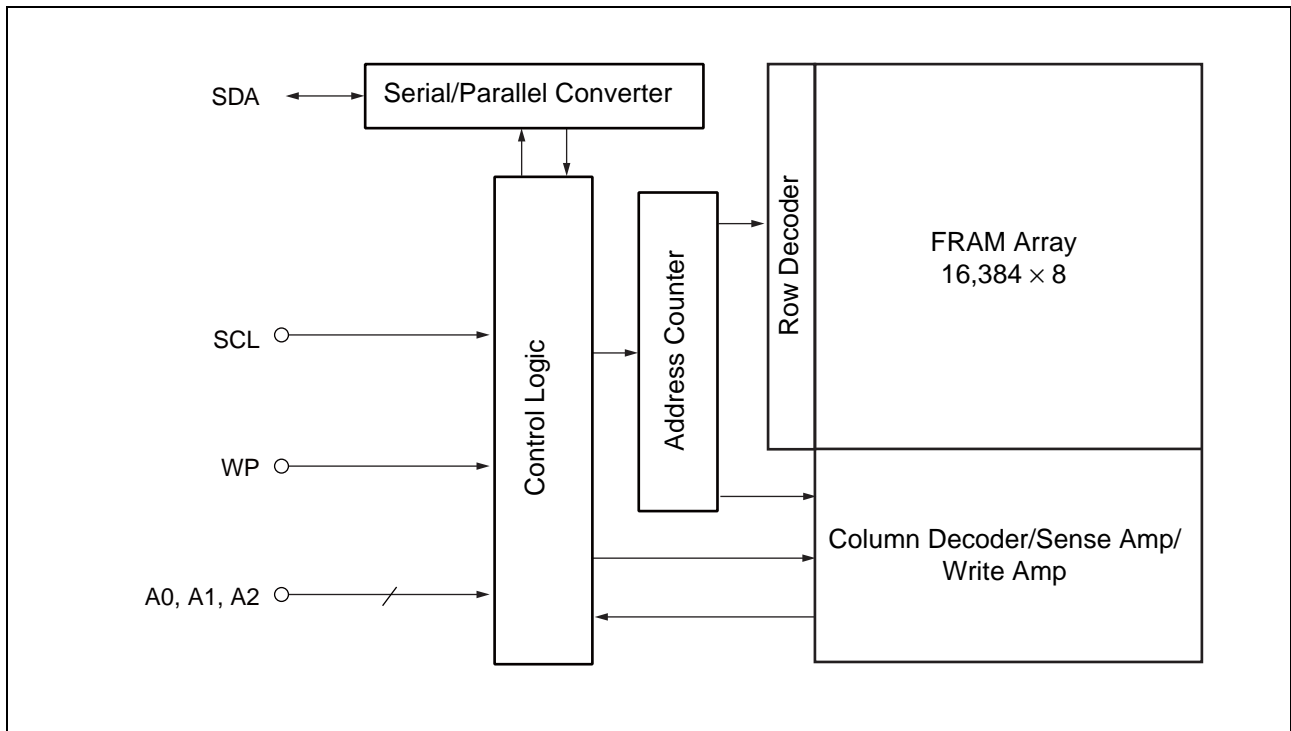 SDA
Serial/Parallel Converter
SCL
WP
A0, A1, A2
Control Logic
Address Counter
Row Decoder
FRAM Array
16,384 × 8
Column Decoder/Sense Amp/
Write Amp